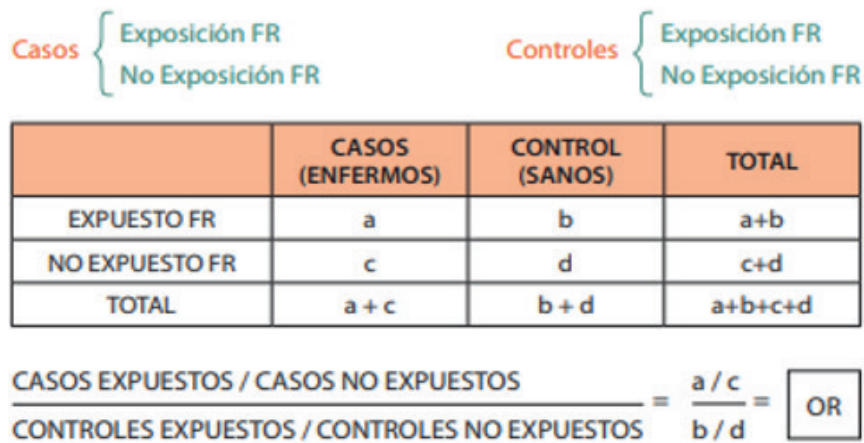 Casos { Exposición FR
No Exposición FR
Controles { Exposición FR
No Exposición FR
CASOS (ENFERMOS) CONTROL (SANOS) TOTAL
EXPUESTO FR a b a+b
NO EXPUESTO FR c d c+d
TOTAL a + c b + d a+b+c+d
CASOS EXPUESTOS / CASOS NO EXPUESTOS = a / c = OR
CONTROLES EXPUESTOS / CONTROLES NO EXPUESTOS b / d